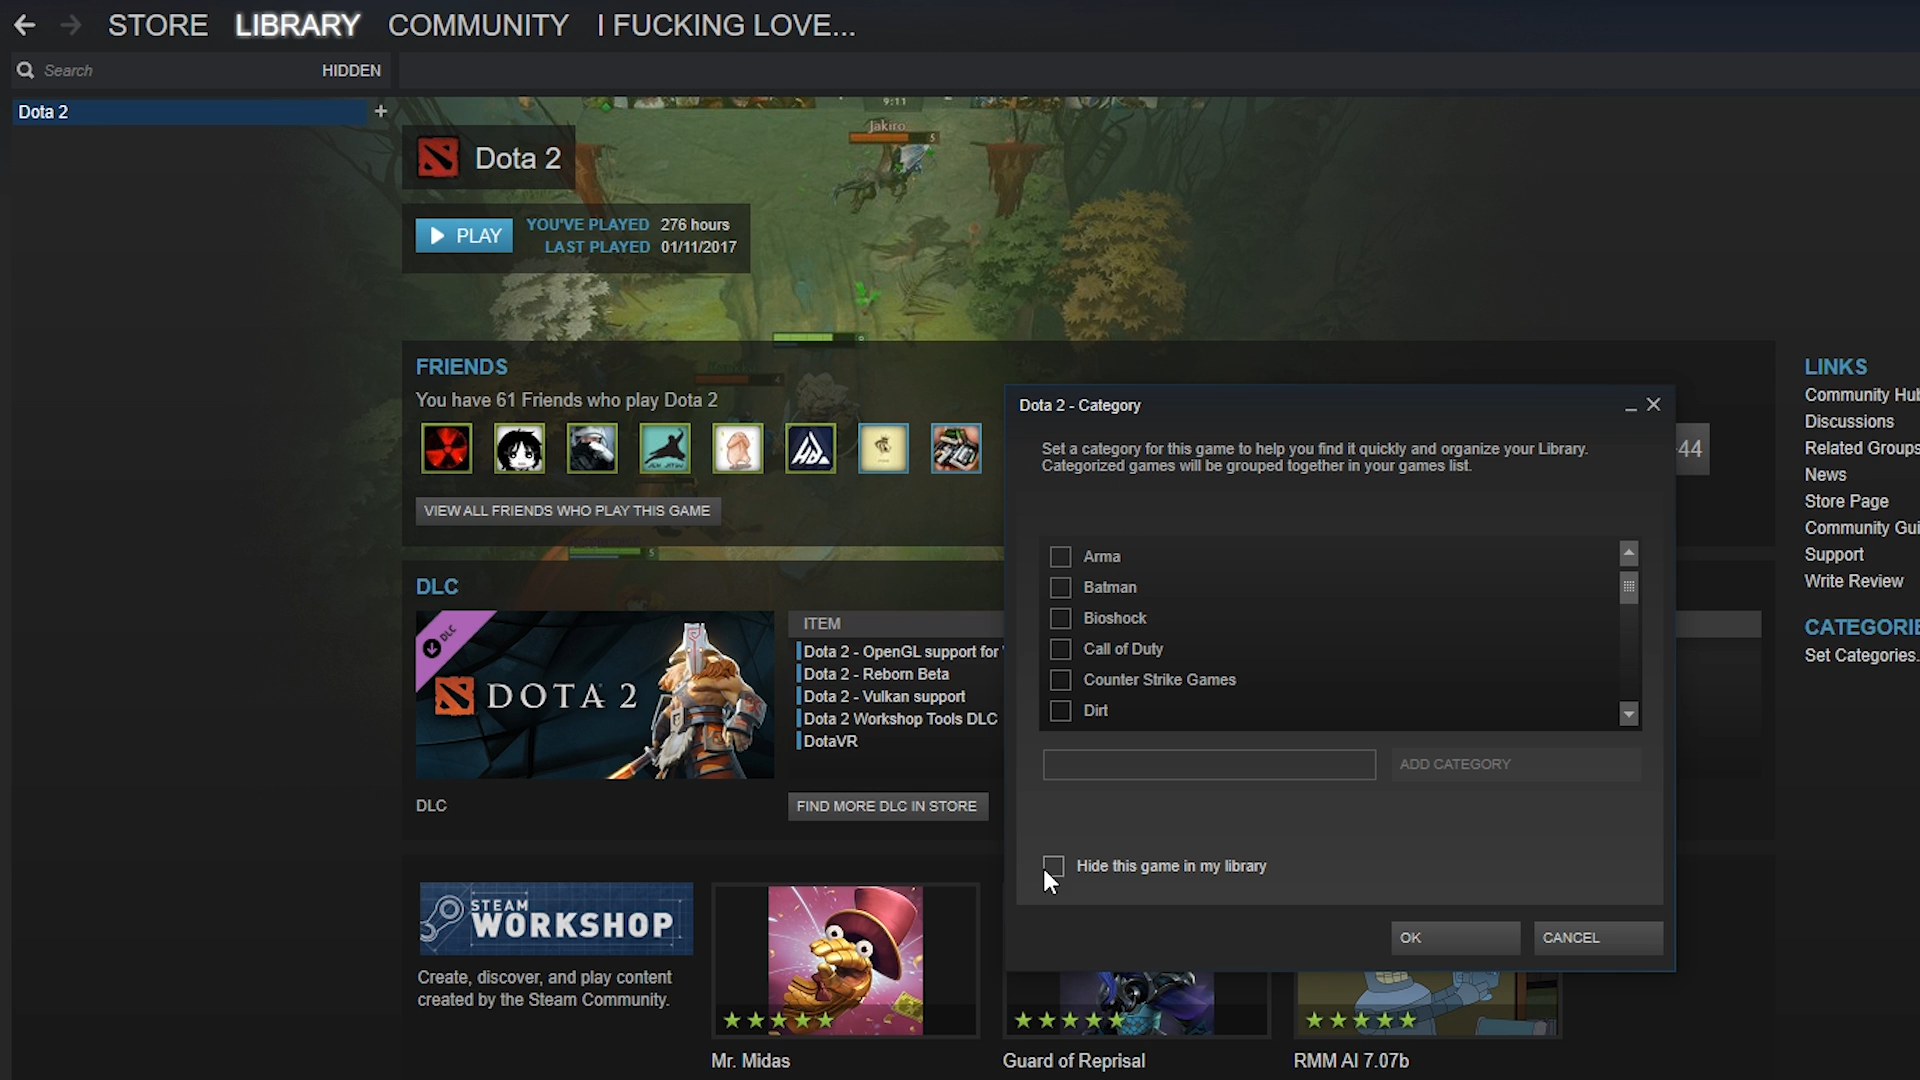 STORE LIBRARY COMMUNITY I FUCKING LOVE...
Search HIDDEN
Dota 2 +
9:11
Jakiro
5
Dota 2
PLAY
YOU'VE PLAYED 276 hours
LAST PLAYED 01/11/2017
FRIENDS
You have 61 Friends who play Dota 2
44
VIEW ALL FRIENDS WHO PLAY THIS GAME
5
DLC
DLC
DOTA 2
DLC
ITEM
Dota 2 - OpenGL support for
Dota 2 - Reborn Beta
Dota 2 - Vulkan support
Dota 2 Workshop Tools DLC
DotaVR
FIND MORE DLC IN STORE
STEAM
WORKSHOP
Create, discover, and play content
created by the Steam Community.
Mr. Midas
Guard of Reprisal
RMM AI 7.07b
Dota 2 - Category
Set a category for this game to help you find it quickly and organize your Library.
Categorized games will be grouped together in your games list.
Arma
Batman
Bioshock
Call of Duty
Counter Strike Games
Dirt
ADD CATEGORY
Hide this game in my library
OK
CANCEL
LINKS
Community Hub
Discussions
Related Groups
News
Store Page
Community Gui
Support
Write Review
CATEGORIE
Set Categories.